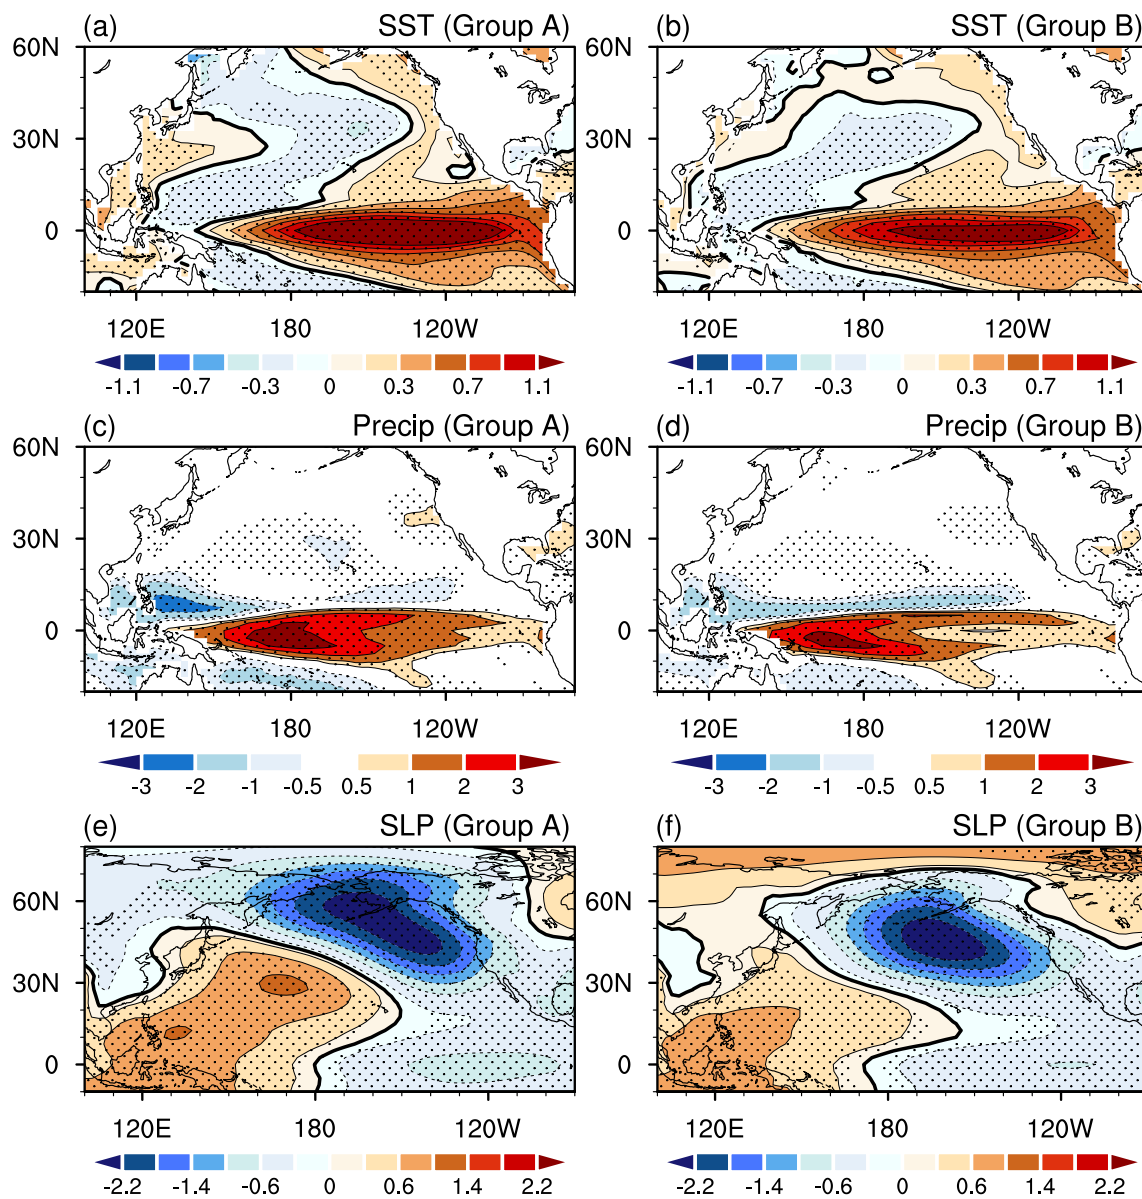 (a) SST (Group A)
(b) SST (Group B)
60N
30N
0
60N
30N
0
120E 180 120W
120E 180 120W
-1.1 -0.7 -0.3 0 0.3 0.7 1.1
-1.1 -0.7 -0.3 0 0.3 0.7 1.1
(c) Precip (Group A)
(d) Precip (Group B)
60N
30N
0
60N
30N
0
120E 180 120W
120E 180 120W
-3 -2 -1 -0.5 0.5 1 2 3
-3 -2 -1 -0.5 0.5 1 2 3
(e) SLP (Group A)
(f) SLP (Group B)
60N
30N
0
60N
30N
0
120E 180 120W
120E 180 120W
-2.2 -1.4 -0.6 0 0.6 1.4 2.2
-2.2 -1.4 -0.6 0 0.6 1.4 2.2